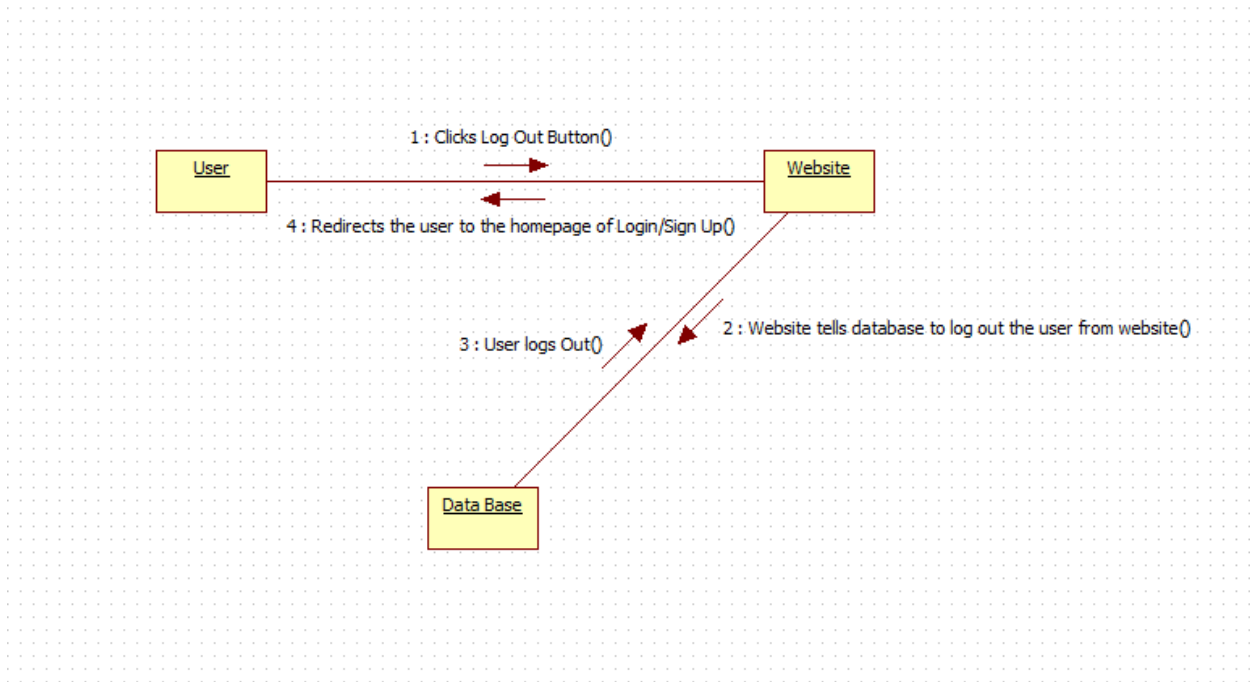 1 : Clicks Log Out Button()
User
Website
4 : Redirects the user to the homepage of Login/Sign Up()
2 : Website tells database to log out the user from website()
3 : User logs Out()
Data Base